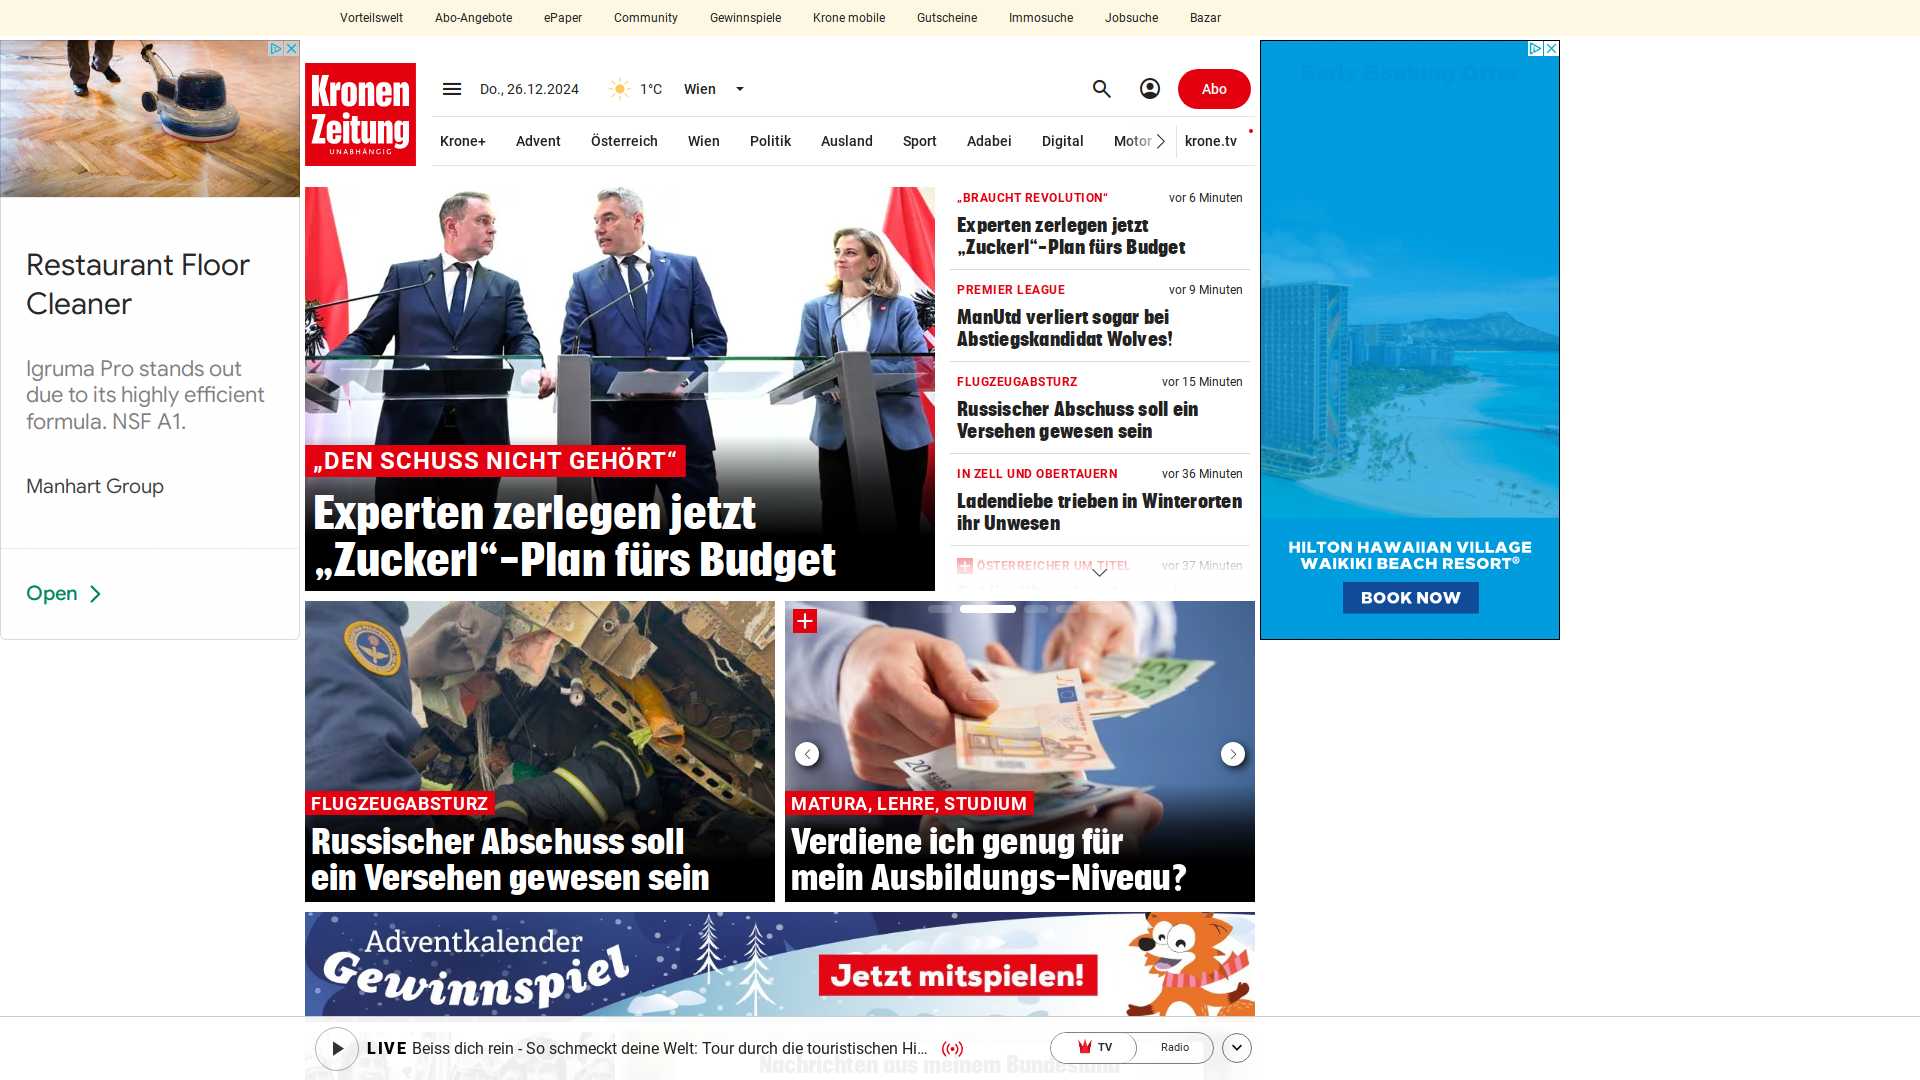 Vorteilswelt
Abo-Angebote
ePaper
Community
Gewinnspiele
Krone mobile
Gutscheine
Immosuche
Jobsuche
Bazar
Kronen
Zeitung
UNABHÄNGIG
Do., 26.12.2024
1°C
Wien
Abo
Krone+
Advent
Österreich
Wien
Politik
Ausland
Sport
Adabei
Digital
Motor
krone.tv
Restaurant Floor
Cleaner
Igruma Pro stands out
due to its highly efficient
formula. NSF A1.
Manhart Group
Open
„DEN SCHUSS NICHT GEHÖRT“
Experten zerlegen jetzt
„Zuckerl“-Plan fürs Budget
„BRAUCHT REVOLUTION“
vor 6 Minuten
Experten zerlegen jetzt
„Zuckerl“-Plan fürs Budget
PREMIER LEAGUE
vor 9 Minuten
ManUtd verliert sogar bei
Abstiegskandidat Wolves!
FLUGZEUGABSTURZ
vor 15 Minuten
Russischer Abschuss soll ein
Versehen gewesen sein
IN ZELL UND OBERTAUERN
vor 36 Minuten
Ladendiebe trieben in Winterorten
ihr Unwesen
ÖSTERREICHER UM TITEL
vor 37 Minuten
Early Booking Offer
HILTON HAWAIIAN VILLAGE
WAIKIKI BEACH RESORT®
BOOK NOW
FLUGZEUGABSTURZ
Russischer Abschuss soll
ein Versehen gewesen sein
MATURA, LEHRE, STUDIUM
Verdiene ich genug für
mein Ausbildungs-Niveau?
Adventkalender
Gewinnspiel
Jetzt mitspielen!
LIVE Beiss dich rein - So schmeckt deine Welt: Tour durch die touristischen Hi…
TV
Radio
Nachrichten aus meinem Bundesland